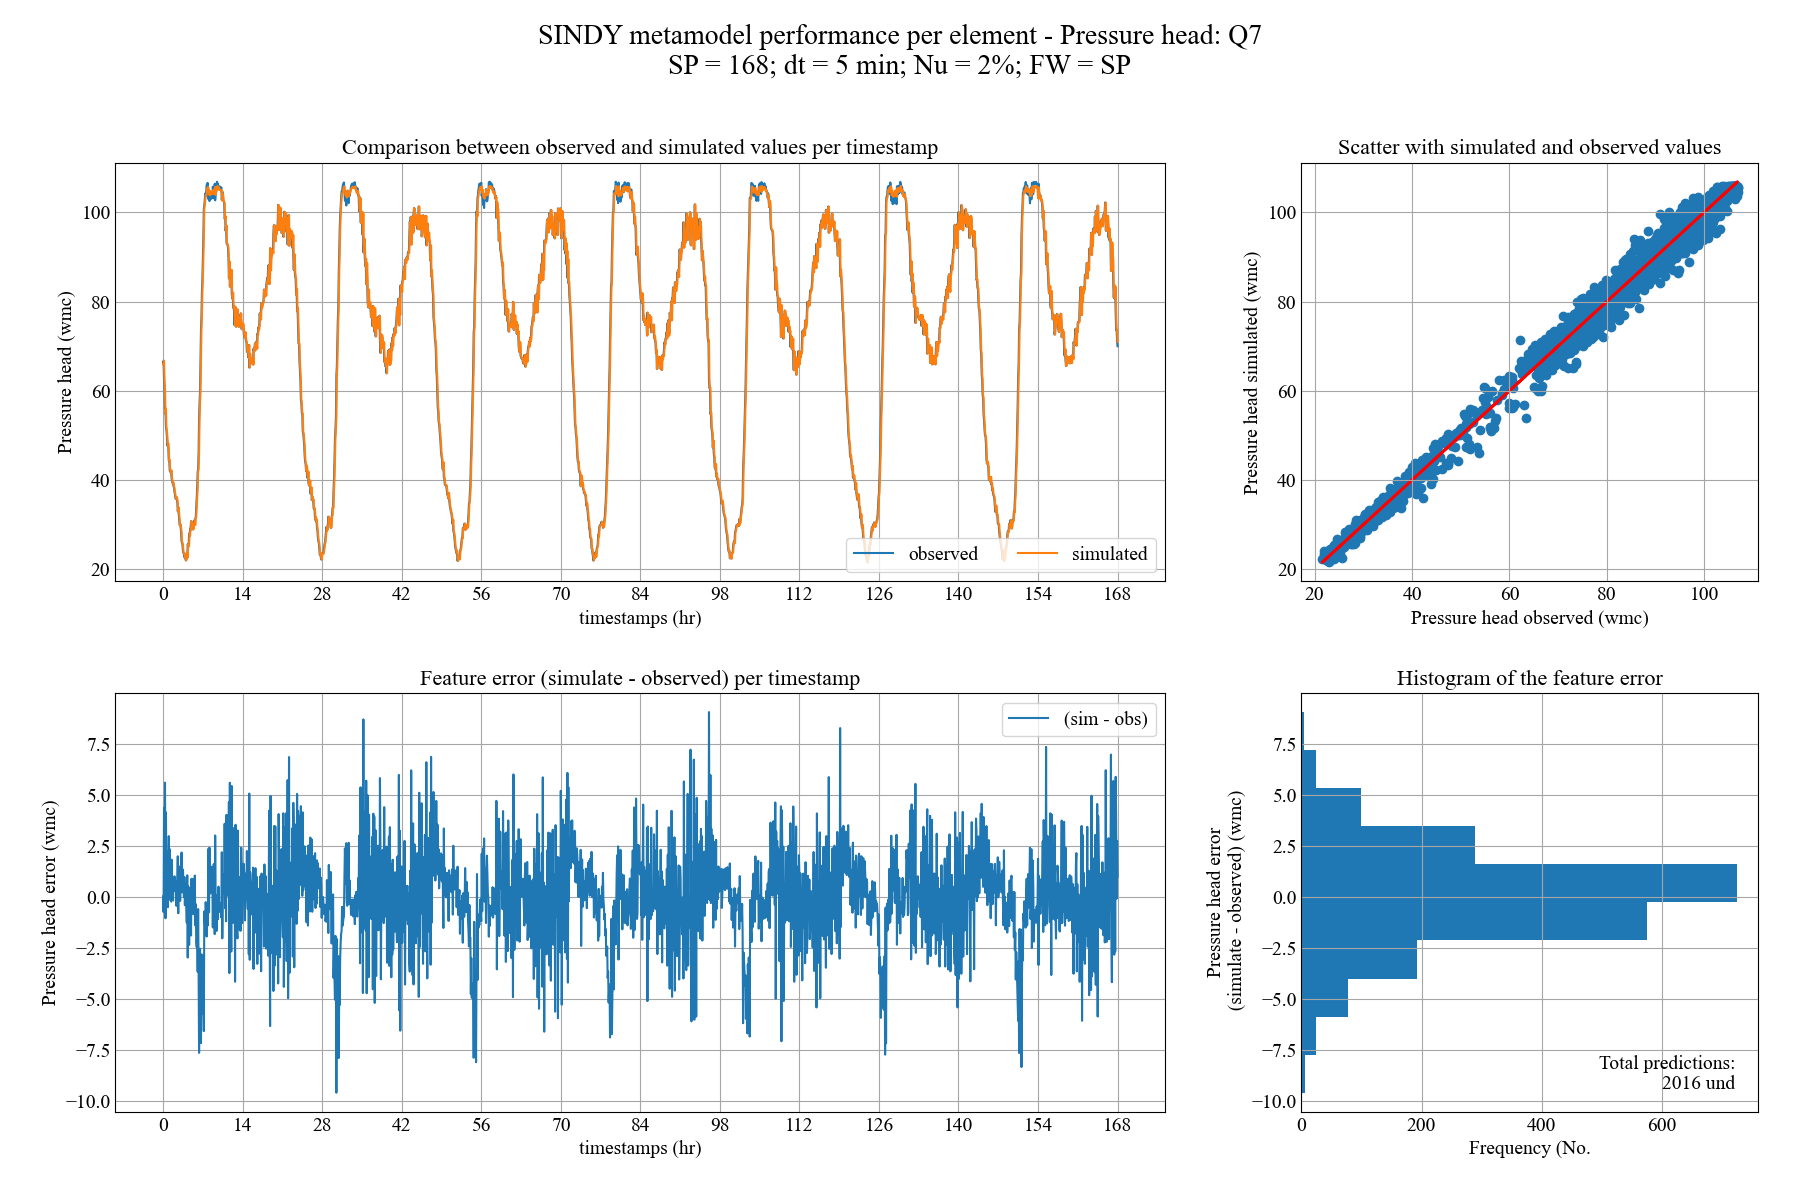 SINDY metamodel performance per element - Pressure head: Q7
SP = 168; dt = 5 min; Nu = 2%; FW = SP
Comparison between observed and simulated values per timestamp
Pressure head (wmc)
100
80
60
40
20
observed simulated
0 14 28 42 56 70 84 98 112 126 140 154 168
timestamps (hr)
Scatter with simulated and observed values
Pressure head simulated (wmc)
100
80
60
40
20
20 40 60 80 100
Pressure head observed (wmc)
Feature error (simulate - observed) per timestamp
Pressure head error (wmc)
(sim - obs)
7.5
5.0
2.5
0.0
−2.5
−5.0
−7.5
−10.0
0 14 28 42 56 70 84 98 112 126 140 154 168
timestamps (hr)
Histogram of the feature error
Pressure head error
(simulate - observed) (wmc)
7.5
5.0
2.5
0.0
−2.5
−5.0
−7.5
−10.0
Total predictions:
2016 und
0 200 400 600
Frequency (No.